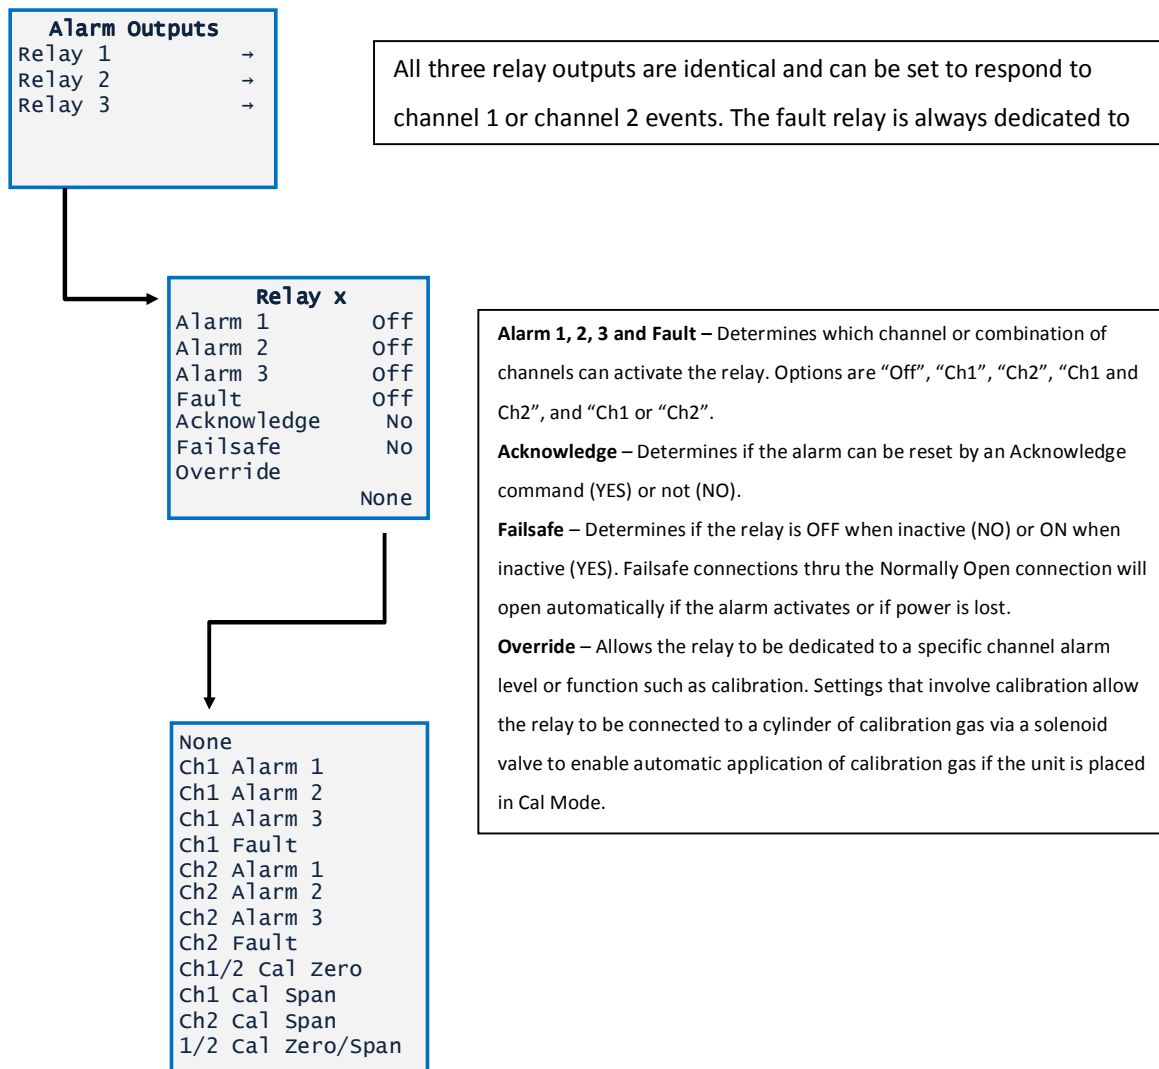 Alarm Outputs
Relay 1 →
Relay 2 →
Relay 3 →
All three relay outputs are identical and can be set to respond to
channel 1 or channel 2 events. The fault relay is always dedicated to
Relay x
Alarm 1 Off
Alarm 2 Off
Alarm 3 Off
Fault Off
Acknowledge No
Failsafe No
Override
None
Alarm 1, 2, 3 and Fault – Determines which channel or combination of
channels can activate the relay. Options are “Off”, “Ch1”, “Ch2”, “Ch1 and
Ch2”, and “Ch1 or “Ch2”.
Acknowledge – Determines if the alarm can be reset by an Acknowledge
command (YES) or not (NO).
Failsafe – Determines if the relay is OFF when inactive (NO) or ON when
inactive (YES). Failsafe connections thru the Normally Open connection will
open automatically if the alarm activates or if power is lost.
Override – Allows the relay to be dedicated to a specific channel alarm
level or function such as calibration. Settings that involve calibration allow
the relay to be connected to a cylinder of calibration gas via a solenoid
valve to enable automatic application of calibration gas if the unit is placed
in Cal Mode.
None
Ch1 Alarm 1
Ch1 Alarm 2
Ch1 Alarm 3
Ch1 Fault
Ch2 Alarm 1
Ch2 Alarm 2
Ch2 Alarm 3
Ch2 Fault
Ch1/2 Cal Zero
Ch1 Cal Span
Ch2 Cal Span
1/2 Cal Zero/Span